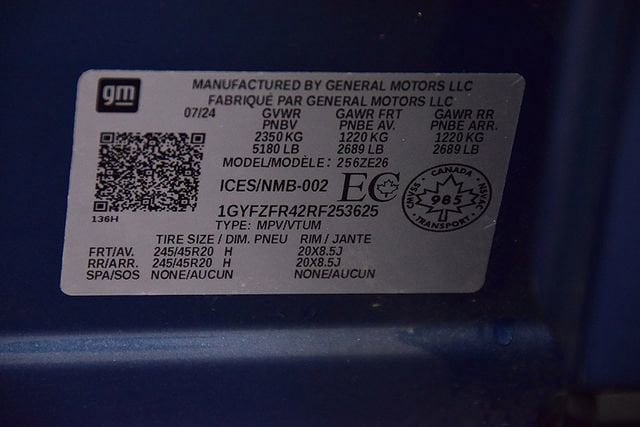 gm
MANUFACTURED BY GENERAL MOTORS LLC
FABRIQUÉ PAR GENERAL MOTORS LLC
07/24 GVWR GAWR FRT GAWR RR
PNBV PNBE AV. PNBE ARR.
2350 KG 1220 KG 1220 KG
5180 LB 2689 LB 2689 LB
MODEL/MODÈLE: 256ZE26
ICES/NMB-002 EC
CANADA
CMVSS 985 NSVAC
TRANSPORT
136H
1GYFZFR42RF253625
TYPE: MPV/VTUM
TIRE SIZE / DIM. PNEU RIM / JANTE
FRT/AV. 245/45R20 H 20X8.5J
RR/ARR. 245/45R20 H 20X8.5J
SPA/SOS NONE/AUCUN NONE/AUCUN